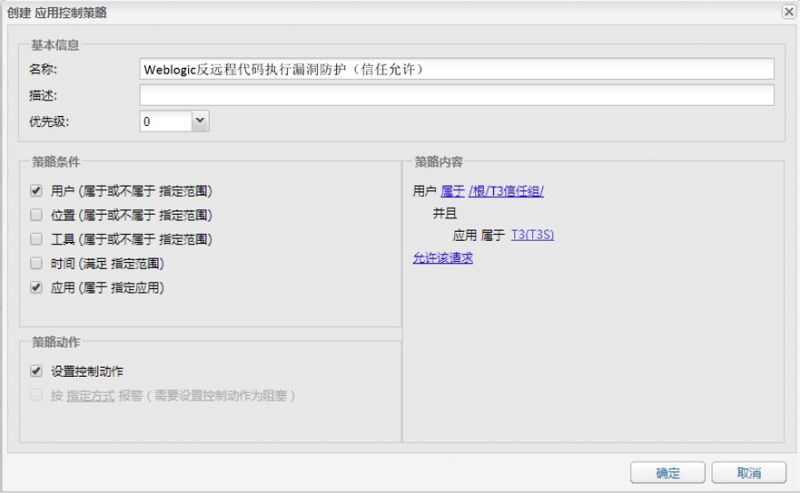 创建 应用控制策略
基本信息
名称:
Weblogic反远程代码执行漏洞防护（信任允许）
描述:
优先级:
0
策略条件
用户 (属于或不属于 指定范围)
位置 (属于或不属于 指定范围)
工具 (属于或不属于 指定范围)
时间 (满足 指定范围)
应用 (属于 指定应用)
策略动作
设置控制动作
按 指定方式 报警（需要设置控制动作为阻塞）
策略内容
用户 属于 /根/T3信任组/
并且
应用 属于 T3(T3S)
允许该请求
确定
取消